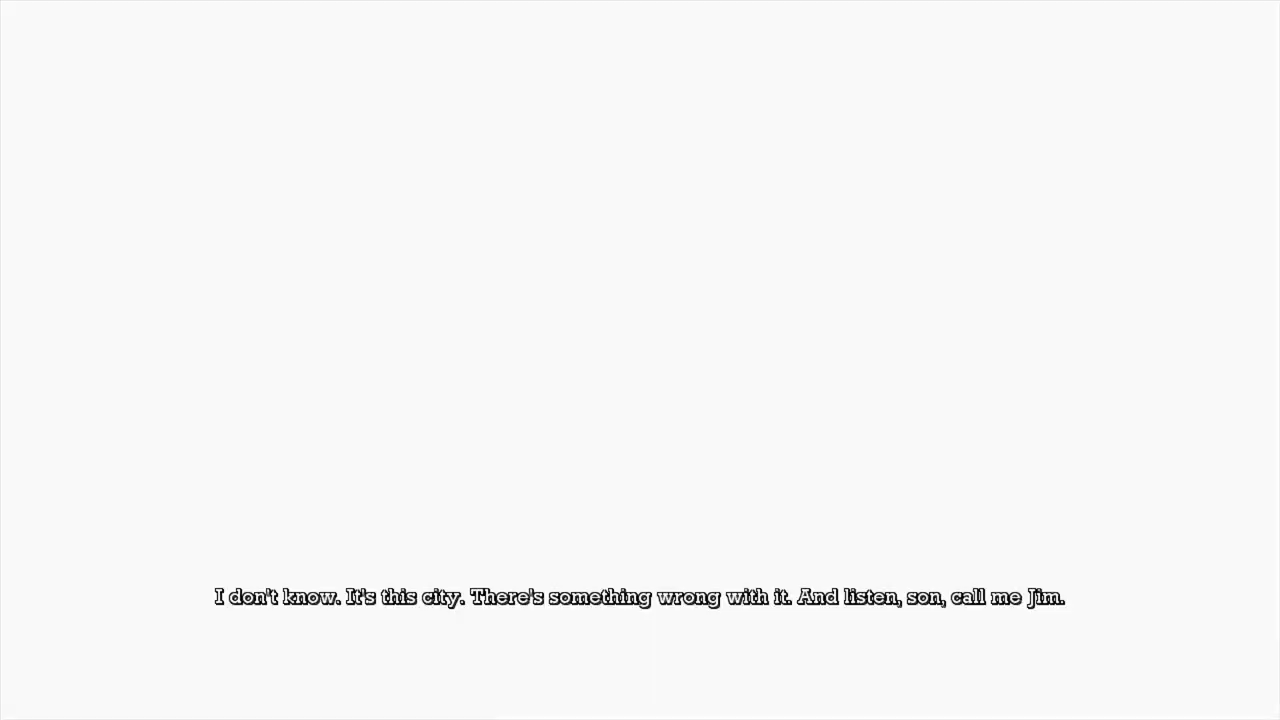 I don't know. It's this city. There's something wrong with it. And listen, son, call me Jim.